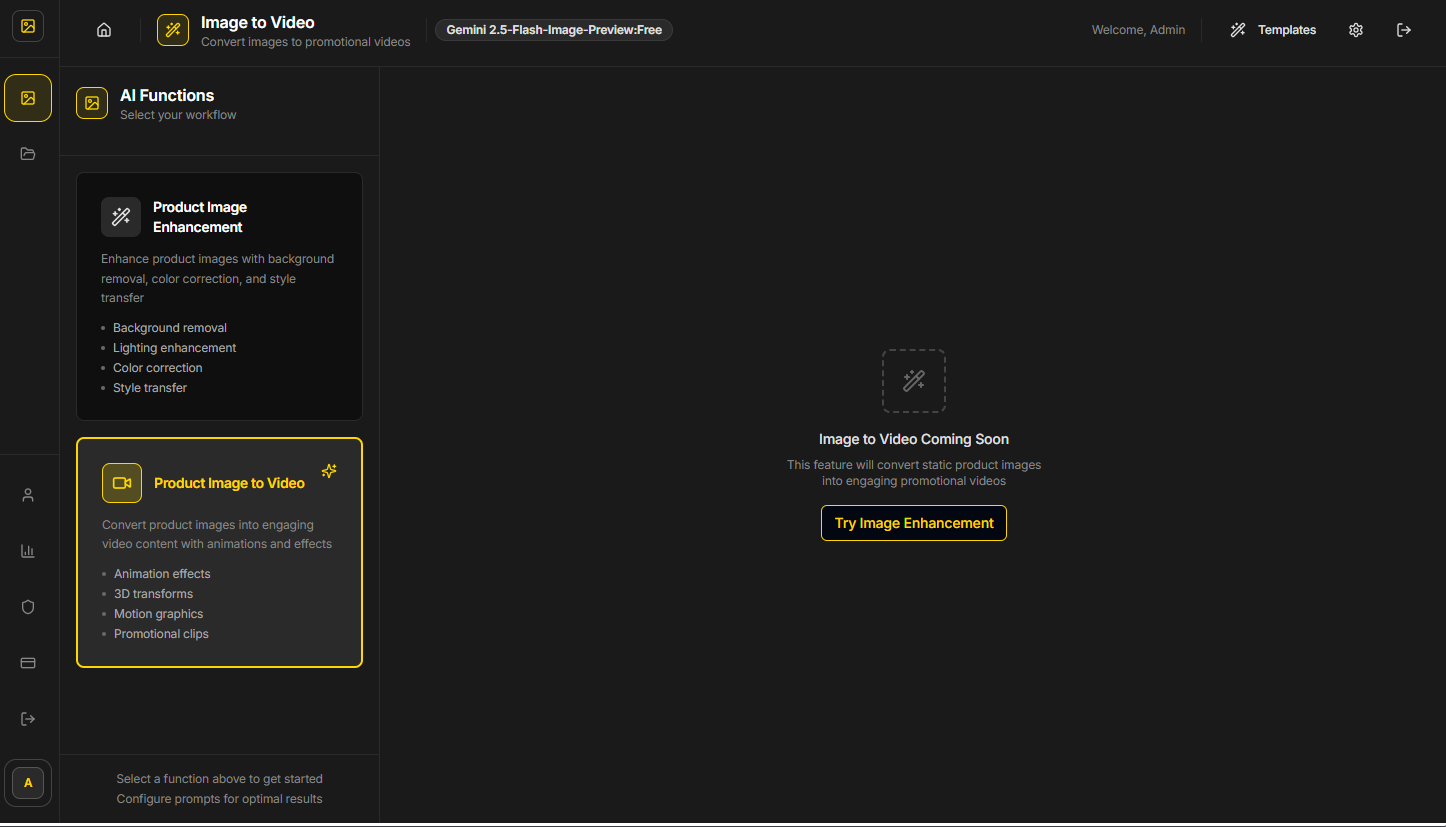 Image to Video
Convert images to promotional videos
Gemini 2.5-Flash-Image-Preview:Free
Welcome, Admin
Templates
AI Functions
Select your workflow
Product Image
Enhancement
Enhance product images with background
removal, color correction, and style
transfer
Background removal
Lighting enhancement
Color correction
Style transfer
Product Image to Video
Convert product images into engaging
video content with animations and effects
Animation effects
3D transforms
Motion graphics
Promotional clips
Select a function above to get started
Configure prompts for optimal results
A
Image to Video Coming Soon
This feature will convert static product images
into engaging promotional videos
Try Image Enhancement